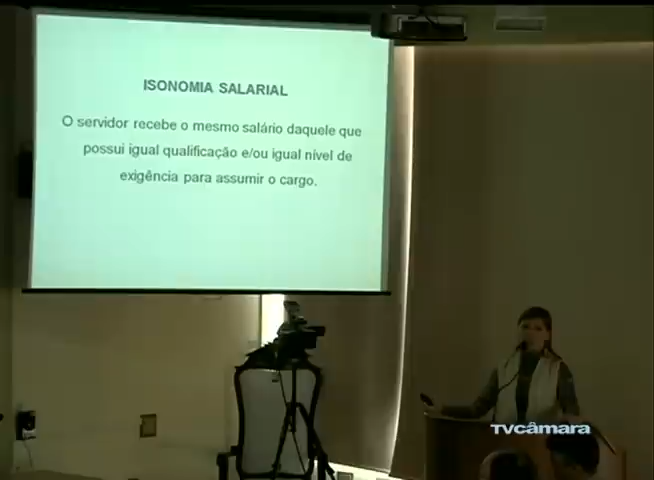 ISONOMIA SALARIAL
O servidor recebe o mesmo salário daquele que
possui igual qualificação e/ou igual nível de
exigência para assumir o cargo.
TVcâmara